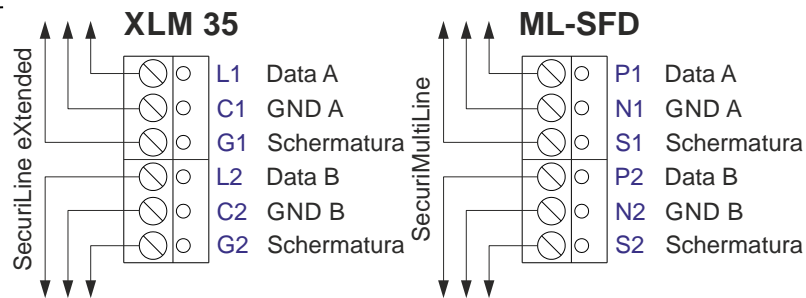 XLM 35
SecuriLine eXtended
L1 Data A
C1 GND A
G1 Schermatura
L2 Data B
C2 GND B
G2 Schermatura
ML-SFD
SecuriMultiLine
P1 Data A
N1 GND A
S1 Schermatura
P2 Data B
N2 GND B
S2 Schermatura